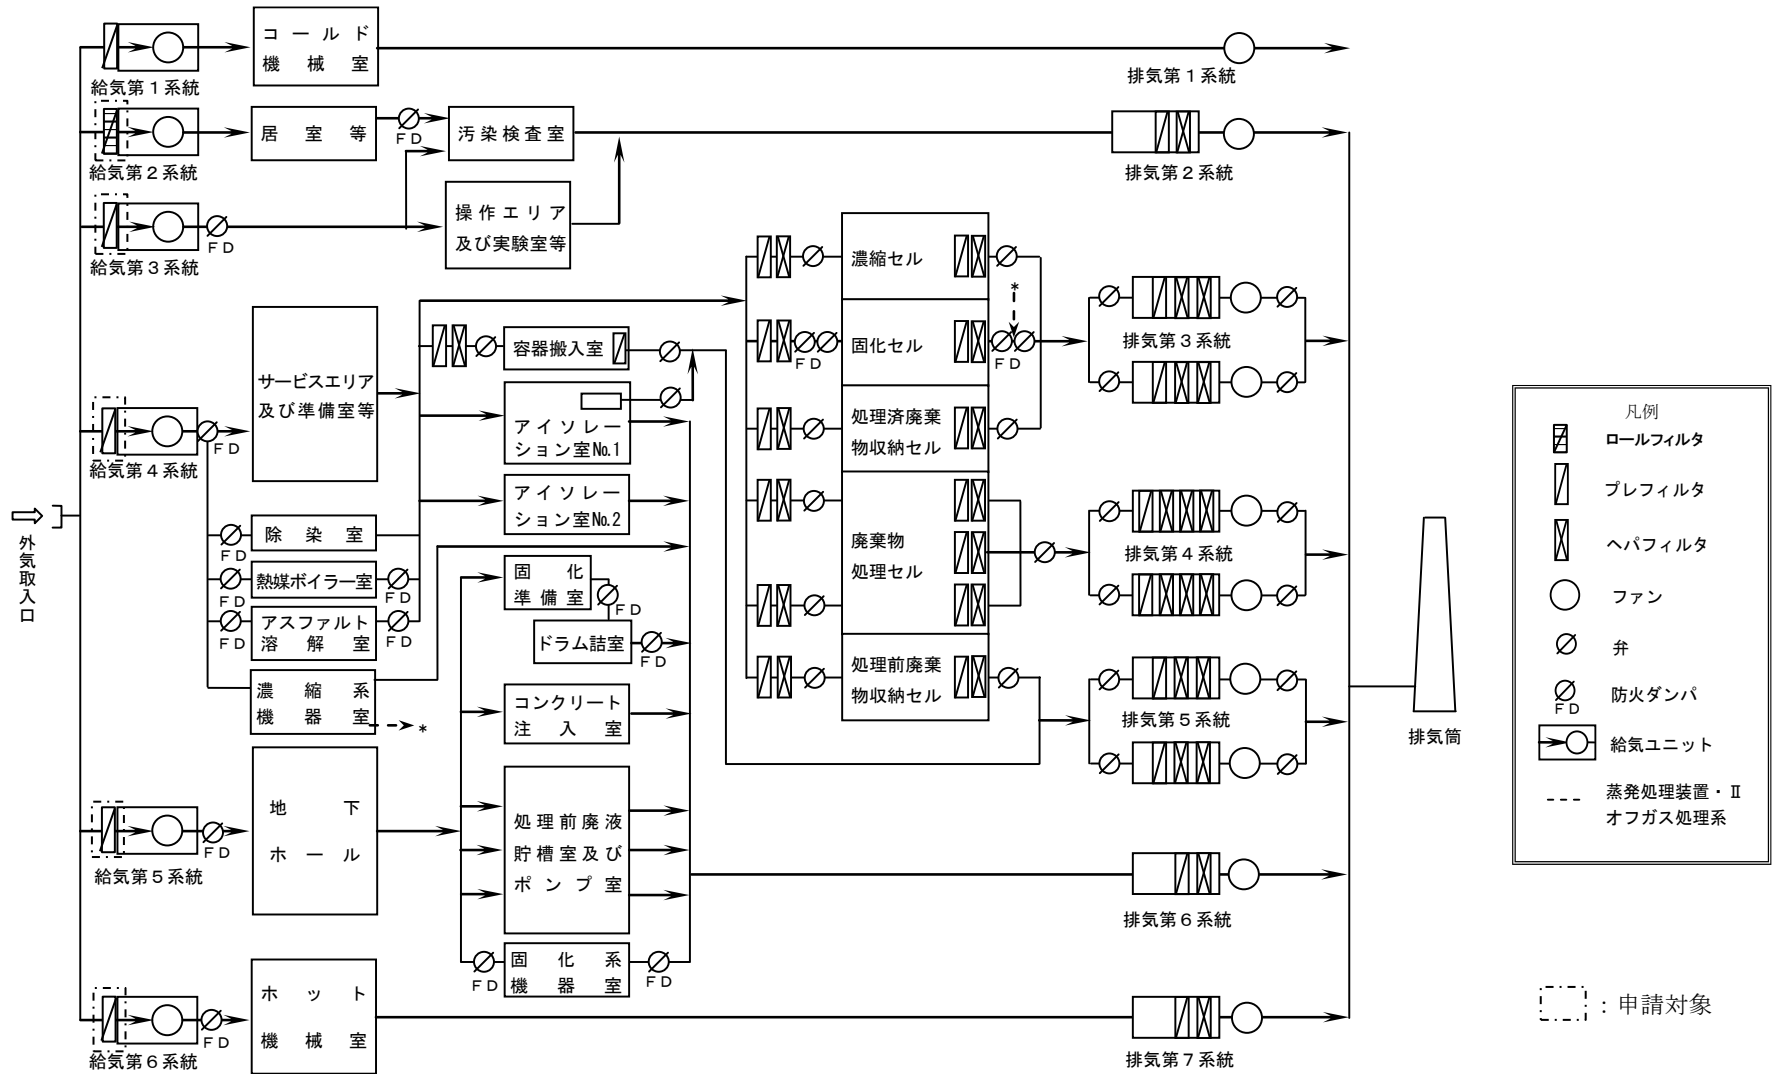 コールド
機械室
給気第１系統
排気第１系統
居室等
FD
汚染検査室
給気第２系統
排気第２系統
操作エリア
及び実験室等
FD
給気第３系統
濃縮セル
*
サービスエリア
及び準備室等
容器搬入室
固化セル
FD
FD
排気第３系統
アイソレー
ション室№1
処理済廃棄
物収納セル
FD
給気第４系統
アイソレー
ション室№2
外気取入口
除染室
FD
廃棄物
処理セル
排気第４系統
熱媒ボイラー室
FD
FD
固化
準備室
FD
アスファルト
溶解室
FD
FD
ドラム詰室
FD
濃縮系
機器室
*
処理前廃棄
物収納セル
コンクリート
注入室
排気第５系統
排気筒
地下
ホール
FD
給気第５系統
処理前廃液
貯槽室及び
ポンプ室
排気第６系統
固化系
機器室
FD
FD
ホット
機械室
FD
給気第６系統
排気第７系統
凡例
ロールフィルタ
プレフィルタ
ヘパフィルタ
ファン
弁
防火ダンパ
FD
給気ユニット
蒸発処理装置・Ⅱ
オフガス処理系
：申請対象